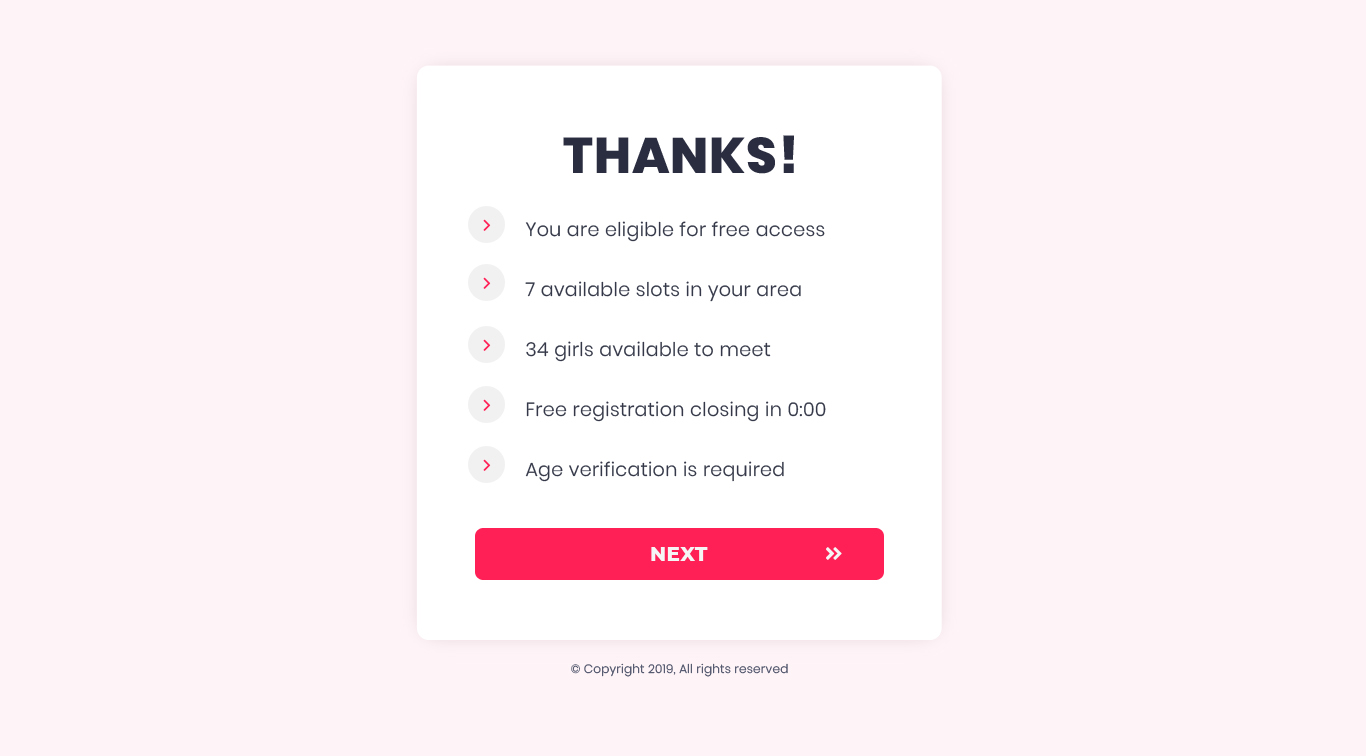 THANKS!
You are eligible for free access
7 available slots in your area
34 girls available to meet
Free registration closing in 0:00
Age verification is required
NEXT
© Copyright 2019, All rights reserved